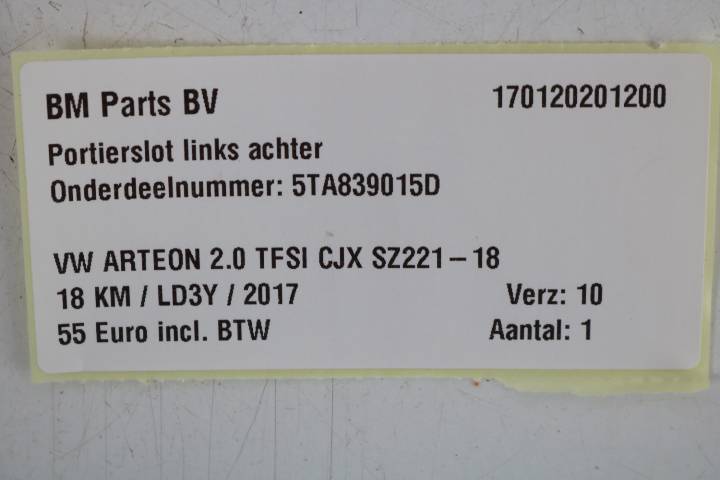 BM Parts BV 170120201200
Portierslot links achter
Onderdeelnummer: 5TA839015D
VW ARTEON 2.0 TFSI CJX SZ221-18
18 KM / LD3Y / 2017 Verz: 10
55 Euro incl. BTW Aantal: 1